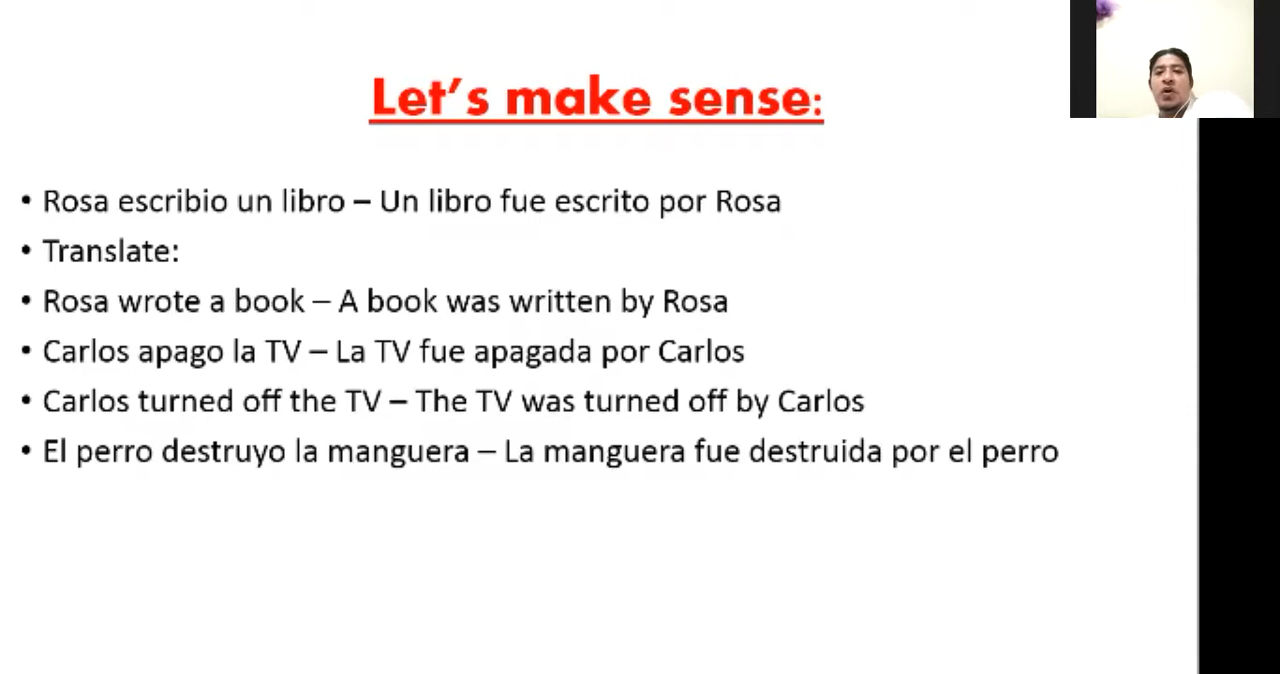 Let's make sense:
• Rosa escribio un libro – Un libro fue escrito por Rosa
• Translate:
• Rosa wrote a book – A book was written by Rosa
• Carlos apago la TV – La TV fue apagada por Carlos
• Carlos turned off the TV – The TV was turned off by Carlos
• El perro destruyo la manguera – La manguera fue destruida por el perro